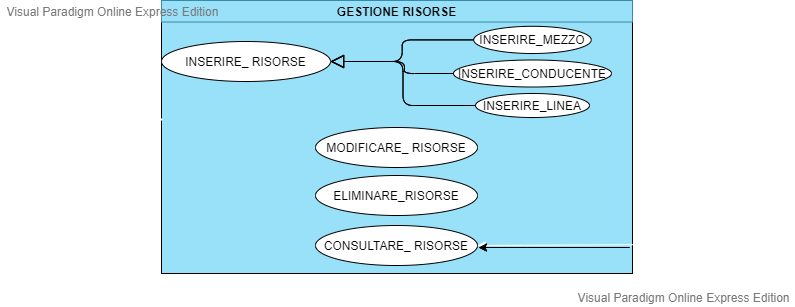 Visual Paradigm Online Express Edition
GESTIONE RISORSE
INSERIRE_MEZZO
INSERIRE_ RISORSE
INSERIRE_CONDUCENTE
INSERIRE_LINEA
MODIFICARE_ RISORSE
ELIMINARE_RISORSE
CONSULTARE_ RISORSE
Visual Paradigm Online Express Edition